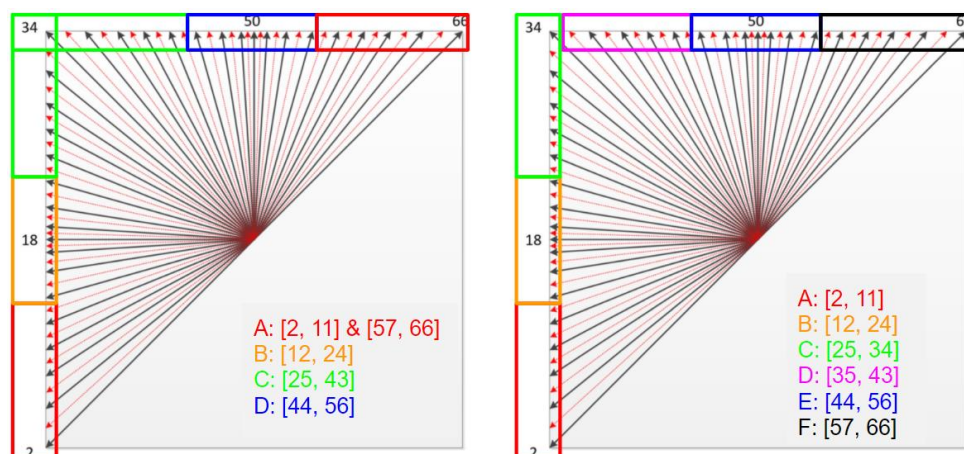 34
50
66
18
2
A: [2, 11] & [57, 66]
B: [12, 24]
C: [25, 43]
D: [44, 56]
34
50
66
18
2
A: [2, 11]
B: [12, 24]
C: [25, 34]
D: [35, 43]
E: [44, 56]
F: [57, 66]